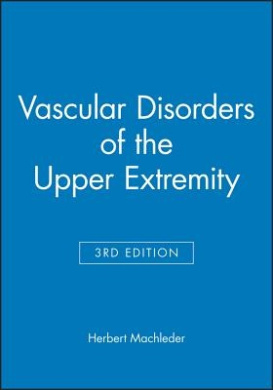 Vascular Disorders
of the
Upper Extremity
3RD EDITION
Herbert Machleder